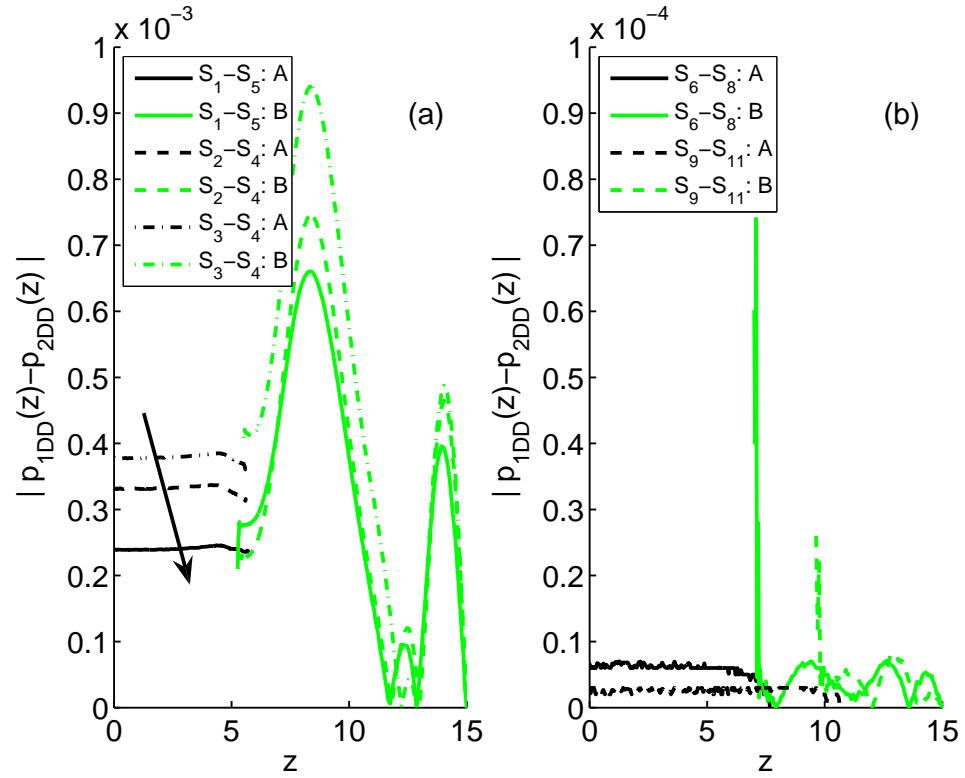 x 10⁻³
1
0.9
0.8
0.7
0.6
0.5
0.4
0.3
0.2
0.1
0
0 5 10 15
z
| p₁DD(z)−p₂DD(z) |
S₁−S₅: A
S₁−S₅: B
S₂−S₄: A
S₂−S₄: B
S₃−S₄: A
S₃−S₄: B
(a)
x 10⁻⁴
1
0.9
0.8
0.7
0.6
0.5
0.4
0.3
0.2
0.1
0
0 5 10 15
z
| p₁DD(z)−p₂DD(z) |
S₆−S₈: A
S₆−S₈: B
S₉−S₁₁: A
S₉−S₁₁: B
(b)